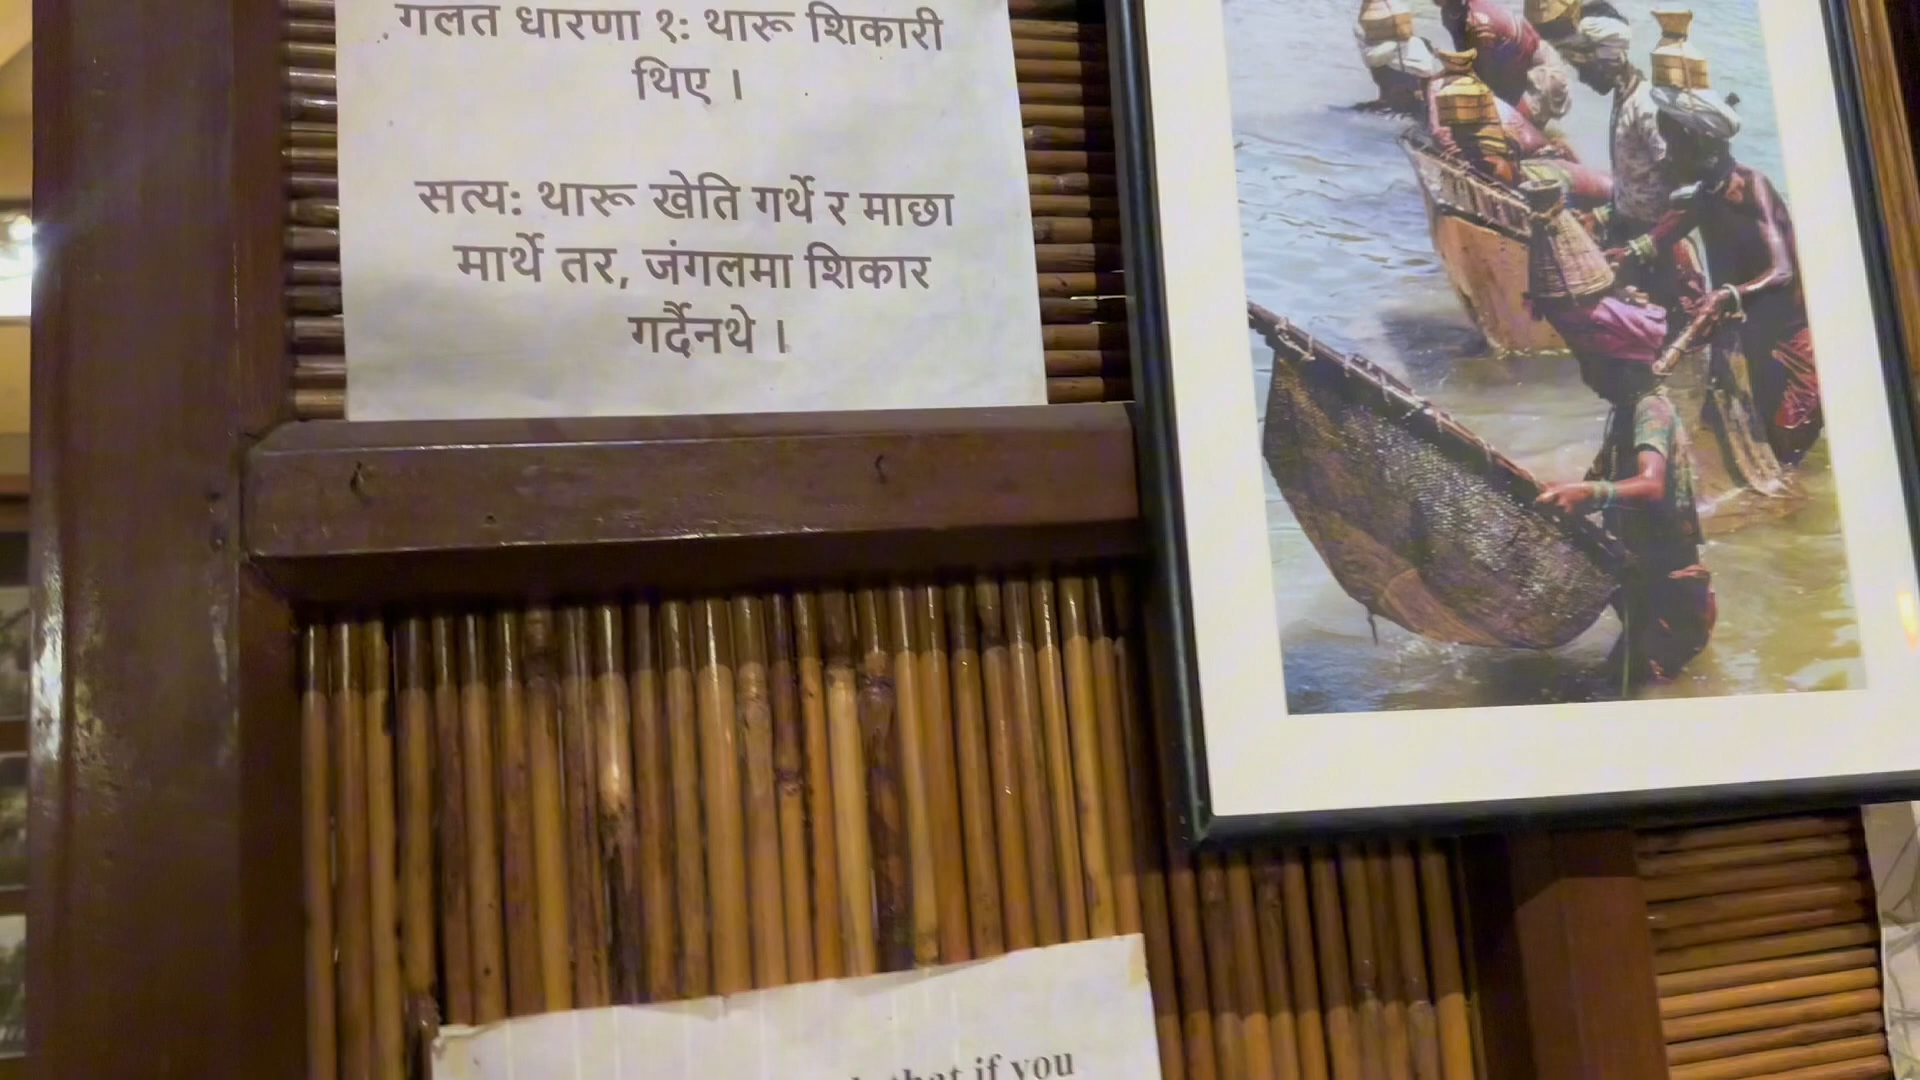 गलत धारणा १: थारू शिकारी
थिए ।
सत्य: थारू खेति गर्थे र माछा
मार्थे तर, जंगलमा शिकार
गर्दैनथे ।
that if you